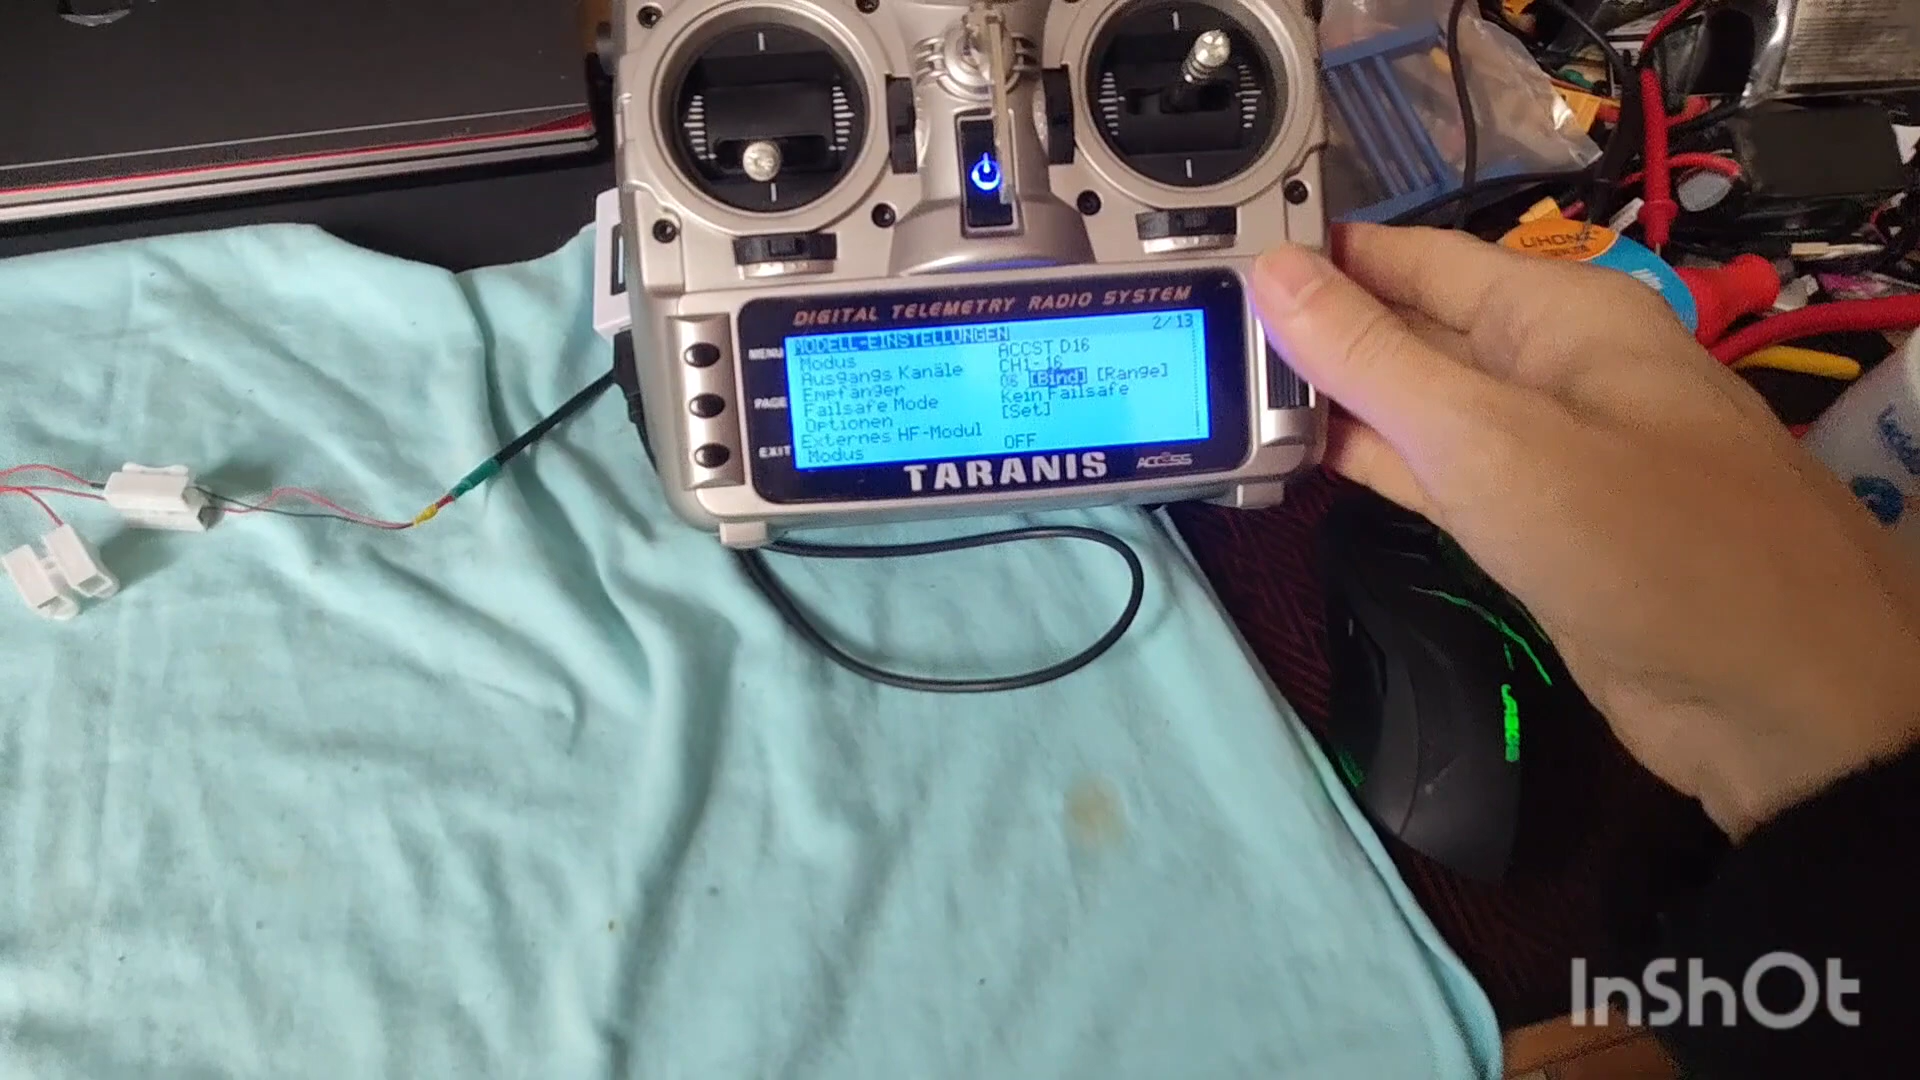 DIGITAL TELEMETRY RADIO SYSTEM
MODELL-EINSTELLUNGEN 2/13
Modus ACCST D16
Ausgangs Kanäle CH1-16
Empfänger 06 [Bind] [Range]
Failsafe Mode Kein Failsafe
Optionen [Set]
Externes HF-Modul
Modus OFF
MENU
PAGE
EXIT
TARANIS ACCESS
InShOt